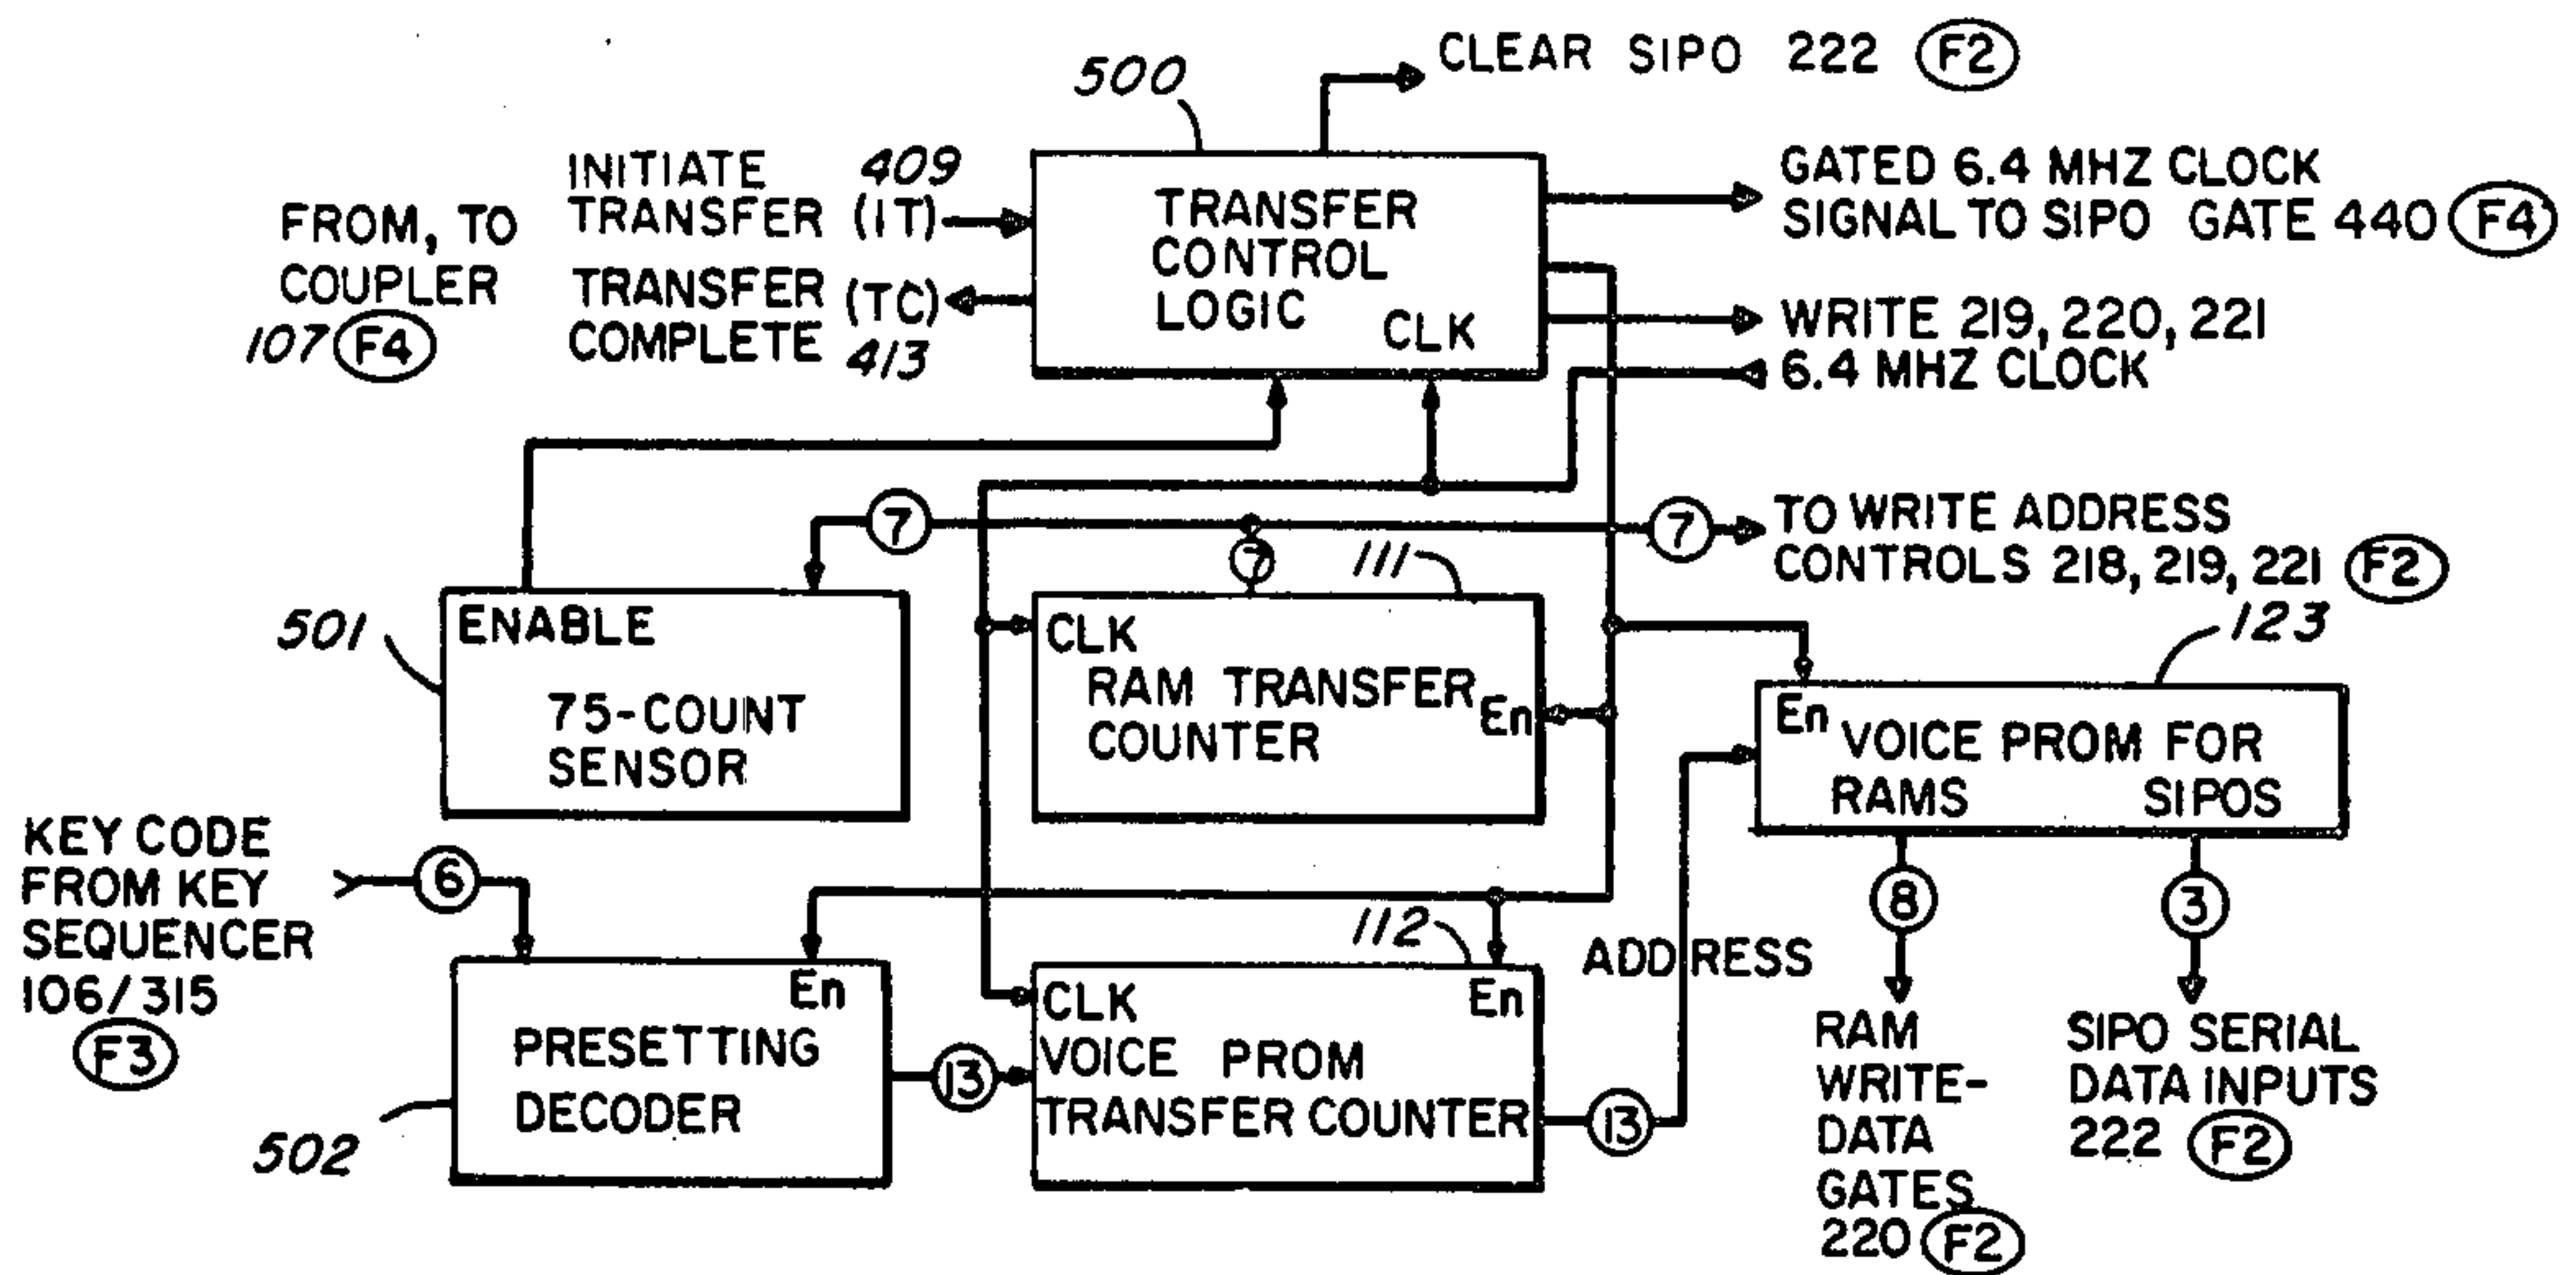 CLEAR SIPO 222 F2
500
INITIATE 409
TRANSFER (IT)
FROM, TO
COUPLER
107 F4
TRANSFER (TC)
COMPLETE 413
TRANSFER
CONTROL
LOGIC
CLK
GATED 6.4 MHZ CLOCK
SIGNAL TO SIPO GATE 440 F4
WRITE 219, 220, 221
6.4 MHZ CLOCK
7
7
7
TO WRITE ADDRESS
CONTROLS 218, 219, 221 F2
501
ENABLE
75-COUNT
SENSOR
111
CLK
RAM TRANSFER
COUNTER
En
123
En
VOICE PROM FOR
RAMS SIPOS
KEY CODE
FROM KEY
SEQUENCER
106/315
F3
6
En
PRESETTING
DECODER
502
13
112
CLK
En
VOICE PROM
TRANSFER COUNTER
13
ADDRESS
8
RAM
WRITE-
DATA
GATES
220 F2
3
SIPO SERIAL
DATA INPUTS
222 F2